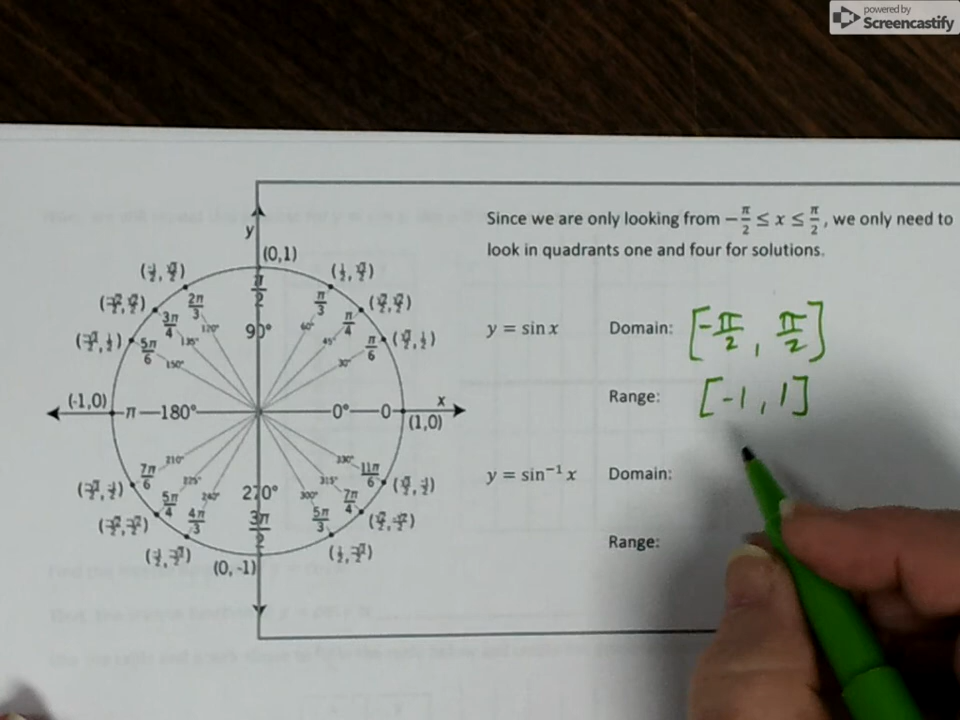 powered by
Screencastify
Since we are only looking from −π/2 ≤ x ≤ π/2, we only need to
look in quadrants one and four for solutions.
y = sin x Domain: [-π/2, π/2]
Range: [-1, 1]
y = sin⁻¹ x Domain:
Range:
y
(0,1)
π/2
90°
2π/3
120°
3π/4
135°
5π/6
150°
π/3
60°
π/4
45°
π/6
30°
(-1,0)
π 180° 0° 0
x
(1,0)
7π/6
210°
5π/4
225°
4π/3
240°
270°
3π/2
(0, -1)
300°
5π/3
315°
7π/4
330°
11π/6